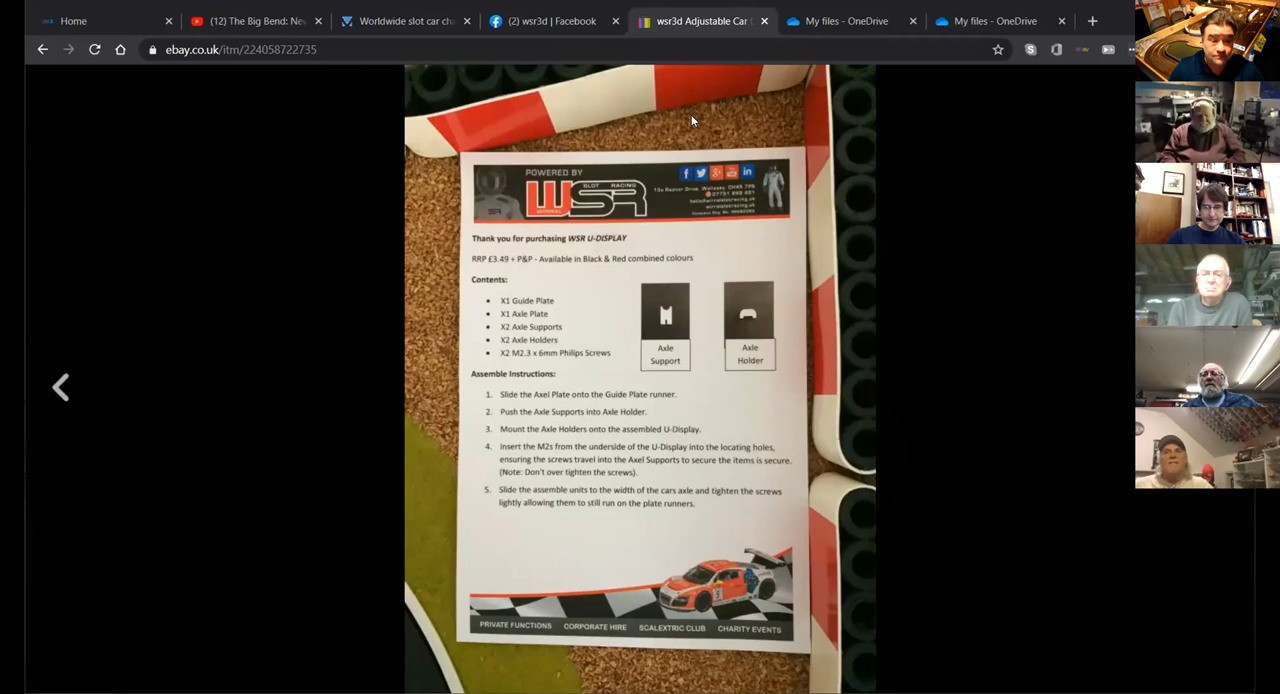 Home
(12) The Big Bend: Ne
Worldwide slot car ch
(2) wsr3d | Facebook
wsr3d Adjustable Car
My files - OneDrive
My files - OneDrive
ebay.co.uk/itm/224058722735
POWERED BY
WSR
SLOT RACING
WIRRAL
Thank you for purchasing WSR U-DISPLAY
RRP £3.49 + P&P - Available in Black & Red combined colours
Contents:
• X1 Guide Plate
• X1 Axle Plate
• X2 Axle Supports
• X2 Axle Holders
• X2 M2.3 x 6mm Philips Screws
Axle
Support
Axle
Holder
Assemble Instructions:
1. Slide the Axel Plate onto the Guide Plate runner.
2. Push the Axle Supports into Axle Holder.
3. Mount the Axle Holders onto the assembled U-Display.
4. Insert the M2s from the underside of the U-Display into the locating holes,
ensuring the screws travel into the Axel Supports to secure the items is secure.
(Note: Don't over tighten the screws).
5. Slide the assemble units to the width of the cars axle and tighten the screws
lightly allowing them to still run on the plate runners.
5
PRIVATE FUNCTIONS CORPORATE HIRE SCALEXTRIC CLUB CHARITY EVENTS